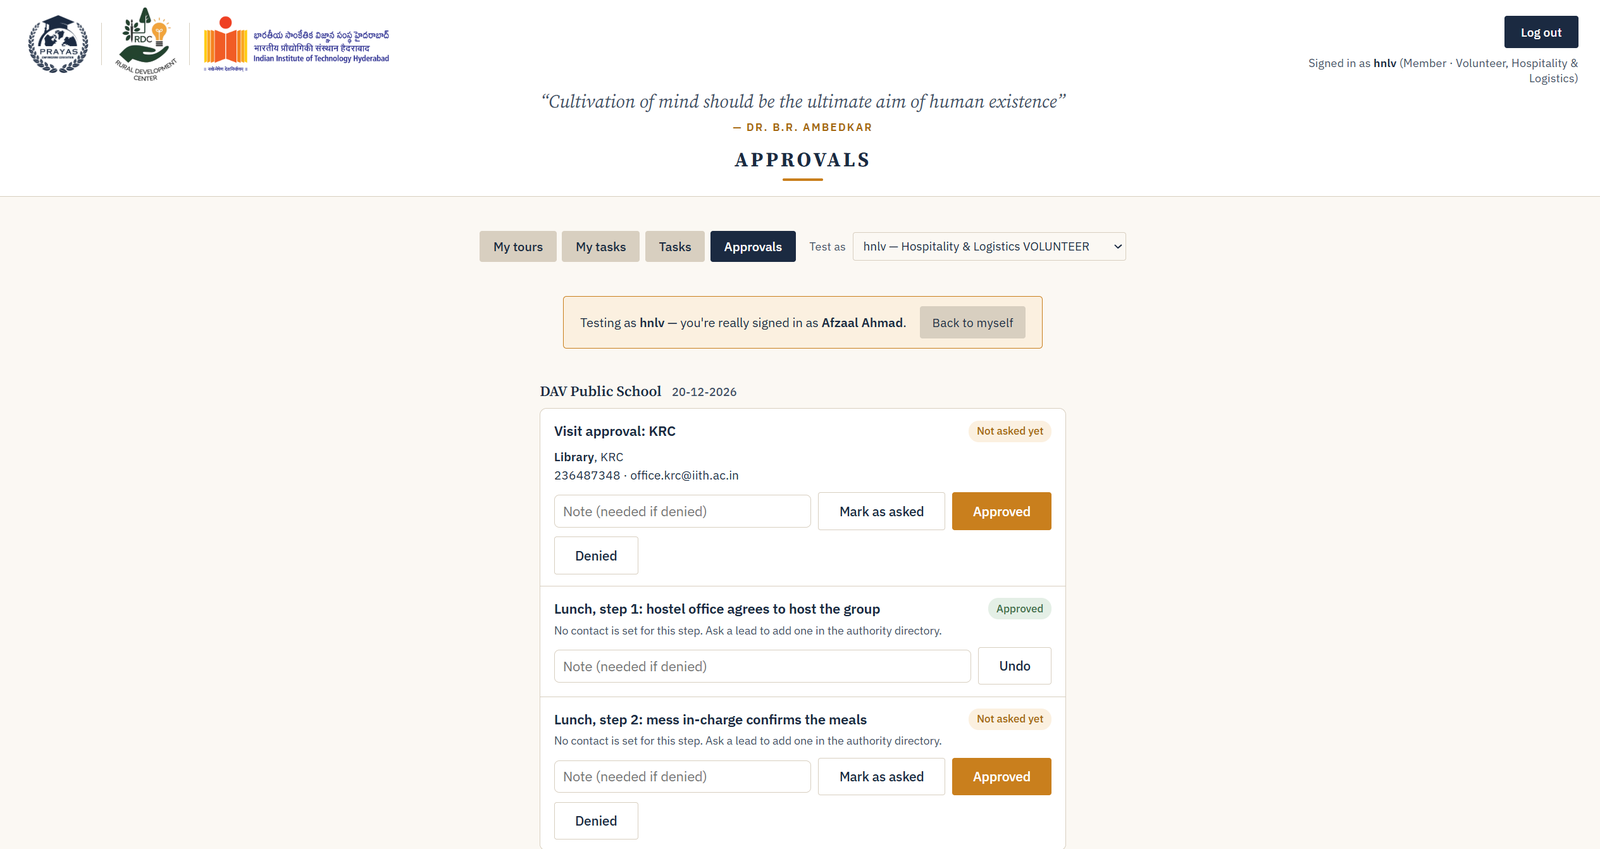 PRAYAS
RDC
RURAL DEVELOPMENT
CENTER
భారతీయ సాంకేతిక విజ్ఞాన సంస్థ హైదరాబాద్
भारतीय प्रौद्योगिकी संस्थान हैदराबाद
Indian Institute of Technology Hyderabad
Log out
Signed in as hnlv (Member · Volunteer, Hospitality &
Logistics)
“Cultivation of mind should be the ultimate aim of human existence”
— DR. B.R. AMBEDKAR
APPROVALS
My tours
My tasks
Tasks
Approvals
Test as
hnlv — Hospitality & Logistics VOLUNTEER
Testing as hnlv — you're really signed in as Afzaal Ahmad.
Back to myself
DAV Public School 20-12-2026
Visit approval: KRC
Not asked yet
Library, KRC
236487348 · office.krc@iith.ac.in
Note (needed if denied)
Mark as asked
Approved
Denied
Lunch, step 1: hostel office agrees to host the group
Approved
No contact is set for this step. Ask a lead to add one in the authority directory.
Note (needed if denied)
Undo
Lunch, step 2: mess in-charge confirms the meals
Not asked yet
No contact is set for this step. Ask a lead to add one in the authority directory.
Note (needed if denied)
Mark as asked
Approved
Denied